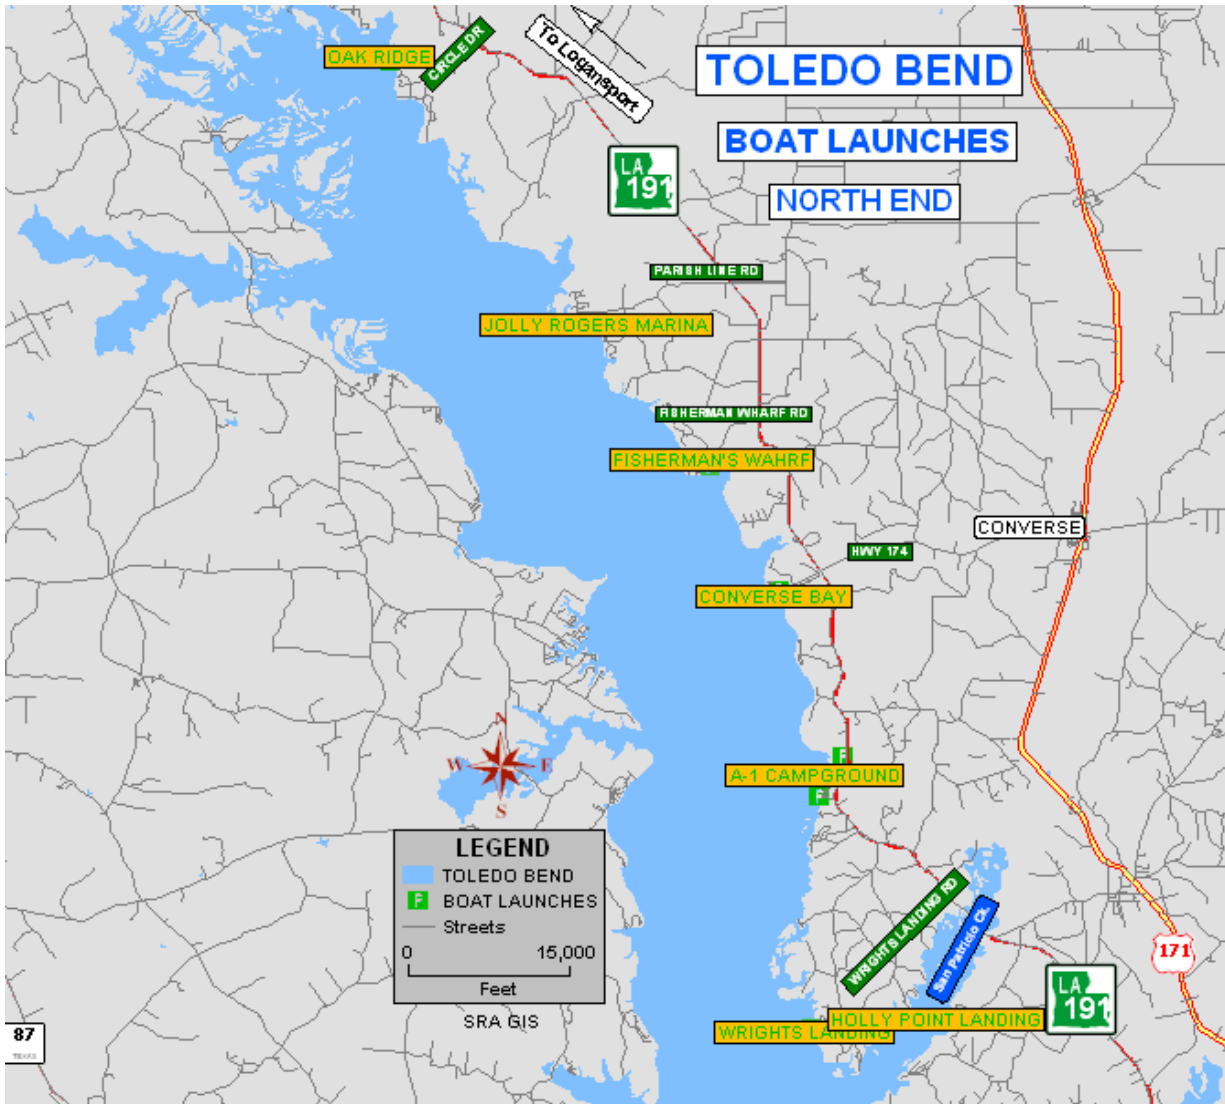 OAK RIDGE
CIRCLE DR
To Logansport
TOLEDO BEND
BOAT LAUNCHES
NORTH END
LA
191
PARISH LINE RD
JOLLY ROGERS MARINA
FISHERMAN WHARF RD
FISHERMAN'S WAHRF
CONVERSE
HWY 174
CONVERSE BAY
N
W
E
S
A-1 CAMPGROUND
LEGEND
TOLEDO BEND
BOAT LAUNCHES
Streets
0 15,000
Feet
SRA GIS
WRIGHTS LANDING RD
San Patricio Ck.
171
LA
191
HOLLY POINT LANDING
WRIGHTS LANDING
87
TEXAS